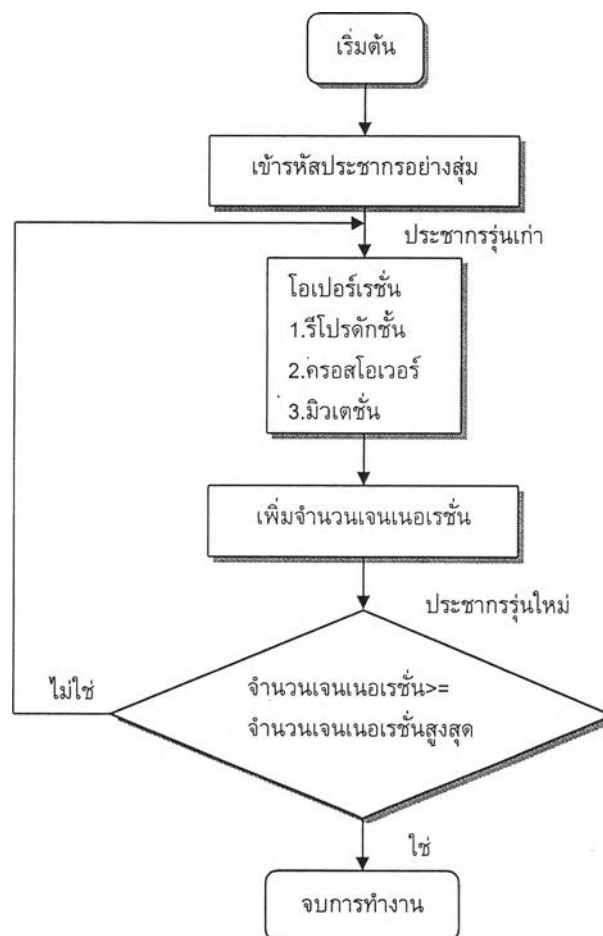 เริ่มต้น
เข้ารหัสประชากรอย่างสุ่ม
ประชากรรุ่นเก่า
โอเปอร์เรชั่น
1.รีโปรดักชั้น
2.ครอสโอเวอร์
3.มิวเตชั่น
เพิ่มจำนวนเจนเนอเรชั่น
ประชากรรุ่นใหม่
ไม่ใช่
จำนวนเจนเนอเรชั่น>=
จำนวนเจนเนอเรชั่นสูงสุด
ใช่
จบการทำงาน